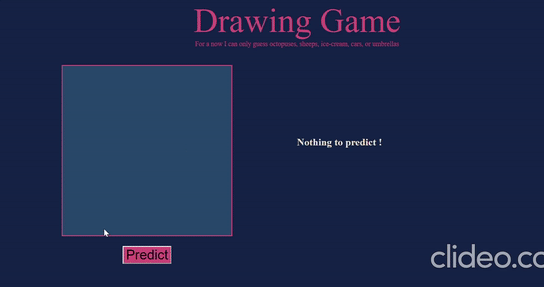 Drawing Game
For a now I can only guess octopuses, sheeps, ice-cream, cars, or umbrellas
Nothing to predict !
Predict
clideo.co